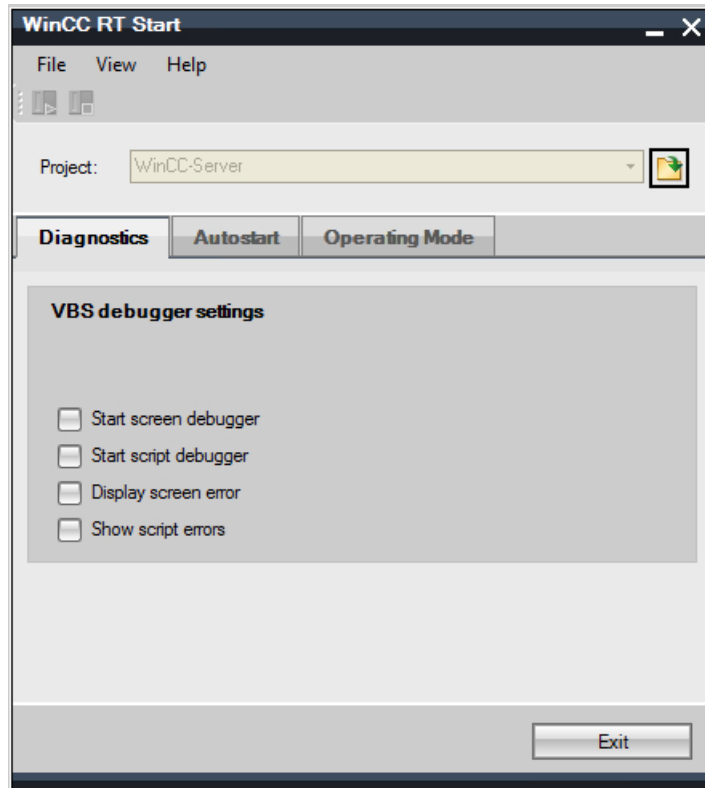 WinCC RT Start
File View Help
Project: WinCC-Server
Diagnostics Autostart Operating Mode
VBS debugger settings
Start screen debugger
Start script debugger
Display screen error
Show script errors
Exit